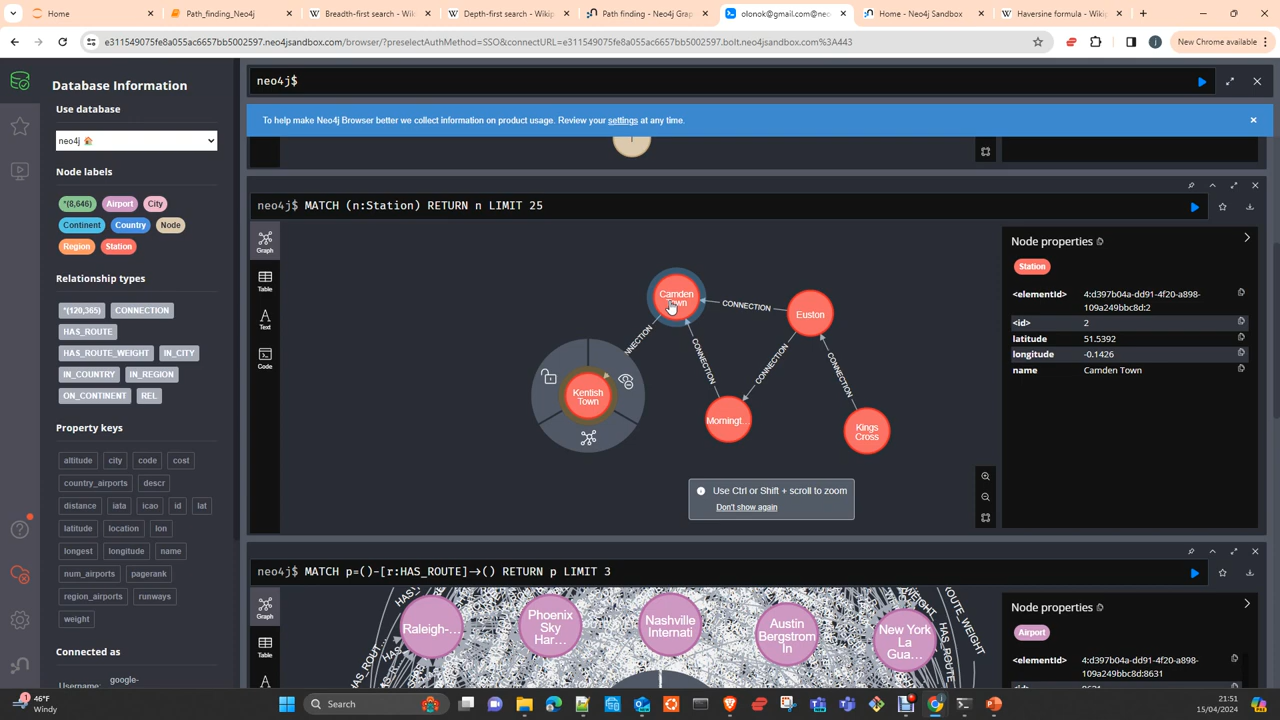 Home
Path_finding_Neo4j
Breadth-first search - Wiki
Depth-first search - Wikip
Path finding - Neo4j Gra
olonok@gmail.com@neo
Home - Neo4j Sandbox
Haversine formula - Wikip
e311549075fe8a055ac6657bb5002597.neo4jsandbox.com/browser/?preselectAuthMethod=SSO&connectURL=e311549075fe8a055ac6657bb5002597.bolt.neo4jsandbox.com%3A443
New Chrome available
Database Information
Use database
neo4j
Node labels
*(8,646) Airport City
Continent Country Node
Region Station
Relationship types
*(120,365) CONNECTION
HAS_ROUTE
HAS_ROUTE_WEIGHT IN_CITY
IN_COUNTRY IN_REGION
ON_CONTINENT REL
Property keys
altitude city code cost
country_airports descr
distance iata icao id lat
latitude location lon
longest longitude name
num_airports pagerank
region_airports runways
weight
Connected as
Username: google-
neo4j$
To help make Neo4j Browser better we collect information on product usage. Review your settings at any time.
neo4j$ MATCH (n:Station) RETURN n LIMIT 25
Graph
Table
Text
Code
Camden
Town
CONNECTION
Euston
NNECTION
CONNECTION
CONNECTION
CONNECTION
Kentish
Town
Morningt...
Kings
Cross
Use Ctrl or Shift + scroll to zoom
Don't show again
Node properties
Station
<elementId> 4:d397b04a-dd91-4f20-a898-
109a249bbc8d:2
<id> 2
latitude 51.5392
longitude -0.1426
name Camden Town
neo4j$ MATCH p=()-[r:HAS_ROUTE]->() RETURN p LIMIT 3
Graph
Table
Raleigh-...
Phoenix
Sky
Har...
Nashville
Internati
Austin
Bergstrom
In
New York
La
Gua...
Node properties
Airport
<elementId> 4:d397b04a-dd91-4f20-a898-
109a249bbc8d:8631
46°F
Windy
Search
21:51
15/04/2024